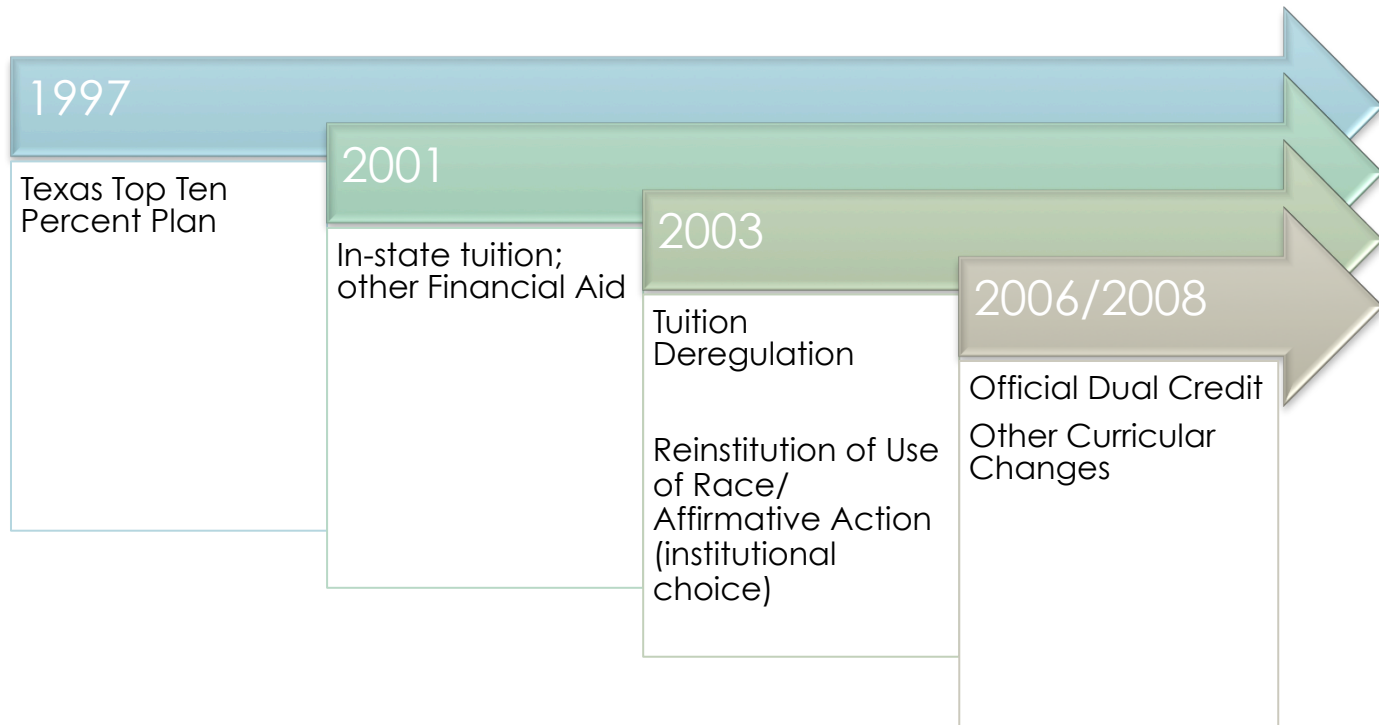 1997
Texas Top Ten
Percent Plan
2001
In-state tuition;
other Financial Aid
2003
Tuition
Deregulation
Reinstitution of Use
of Race/
Affirmative Action
(institutional
choice)
2006/2008
Official Dual Credit
Other Curricular
Changes